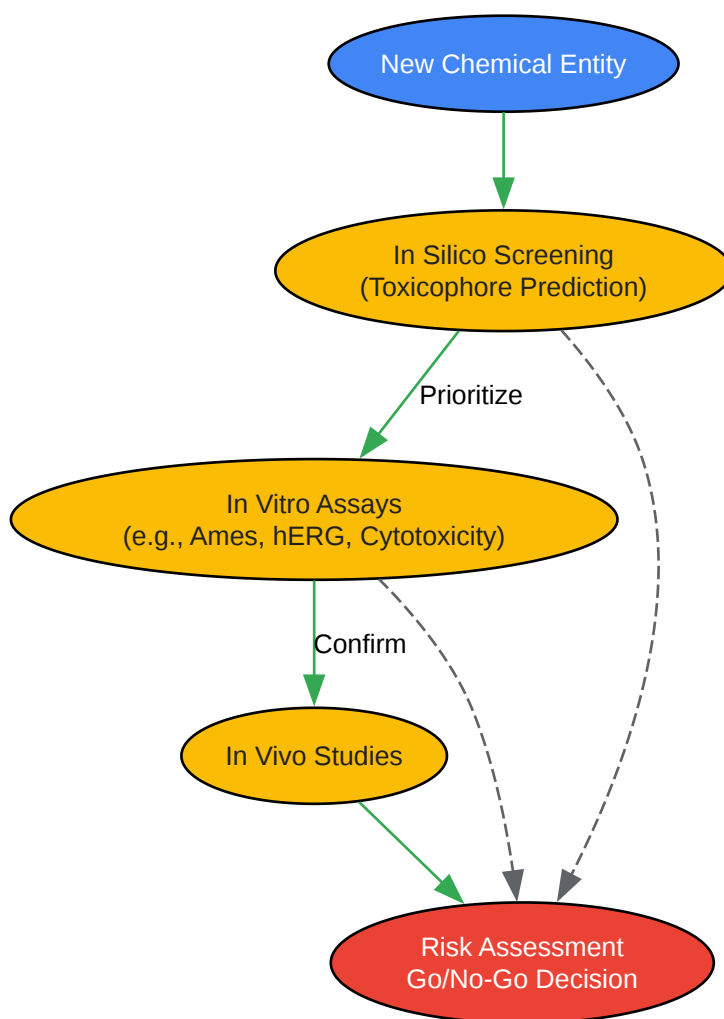 New Chemical Entity
In Silico Screening
(Toxicophore Prediction)
Prioritize
In Vitro Assays
(e.g., Ames, hERG, Cytotoxicity)
Confirm
In Vivo Studies
Risk Assessment
Go/No-Go Decision